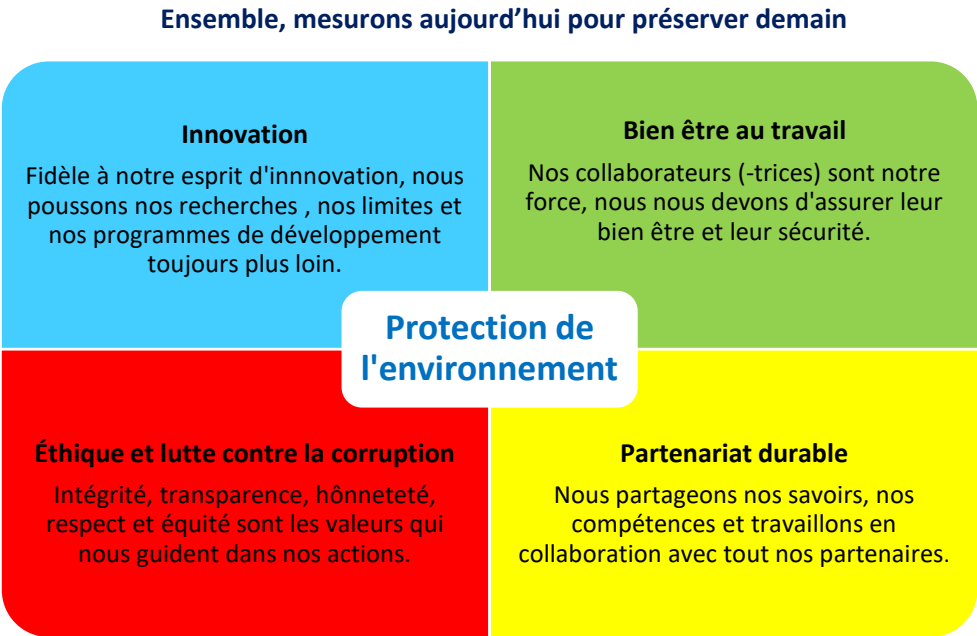 Ensemble, mesurons aujourd’hui pour préserver demain
Innovation
Fidèle à notre esprit d'innnovation, nous
poussons nos recherches , nos limites et
nos programmes de développement
toujours plus loin.
Bien être au travail
Nos collaborateurs (-trices) sont notre
force, nous nous devons d'assurer leur
bien être et leur sécurité.
Protection de
l'environnement
Éthique et lutte contre la corruption
Intégrité, transparence, hônneteté,
respect et équité sont les valeurs qui
nous guident dans nos actions.
Partenariat durable
Nous partageons nos savoirs, nos
compétences et travaillons en
collaboration avec tout nos partenaires.